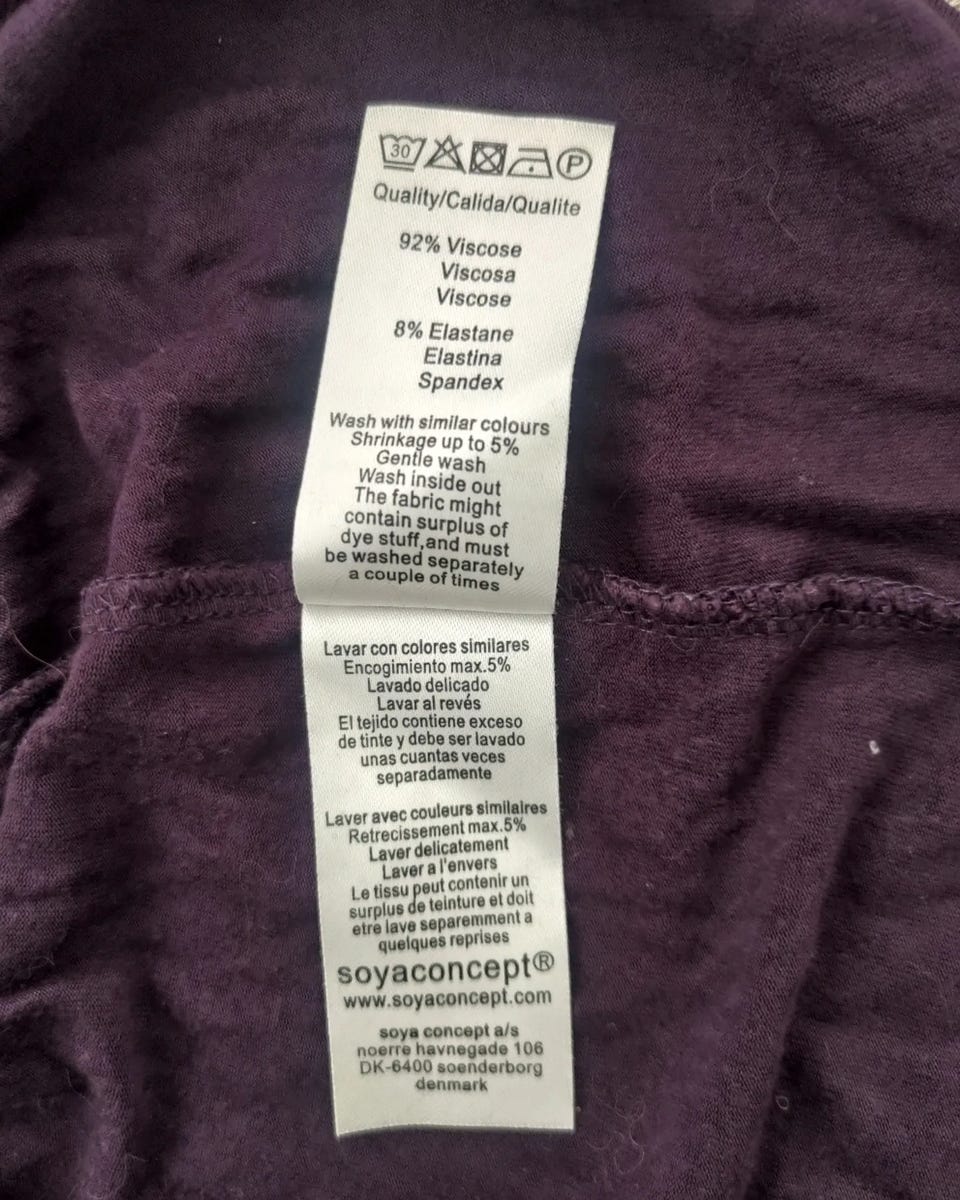 30 P
Quality/Calida/Qualite
92% Viscose
Viscosa
Viscose
8% Elastane
Elastina
Spandex
Wash with similar colours
Shrinkage up to 5%
Gentle wash
Wash inside out
The fabric might
contain surplus of
dye stuff,and must
be washed separately
a couple of times
Lavar con colores similares
Encogimiento max.5%
Lavado delicado
Lavar al revés
El tejido contiene exceso
de tinte y debe ser lavado
unas cuantas veces
separadamente
Laver avec couleurs similaires
Retrecissement max.5%
Laver delicatement
Laver a l'envers
Le tissu peut contenir un
surplus de teinture et doit
etre lave separemment a
quelques reprises
soyaconcept®
www.soyaconcept.com
soya concept a/s
noerre havnegade 106
DK-6400 soenderborg
denmark